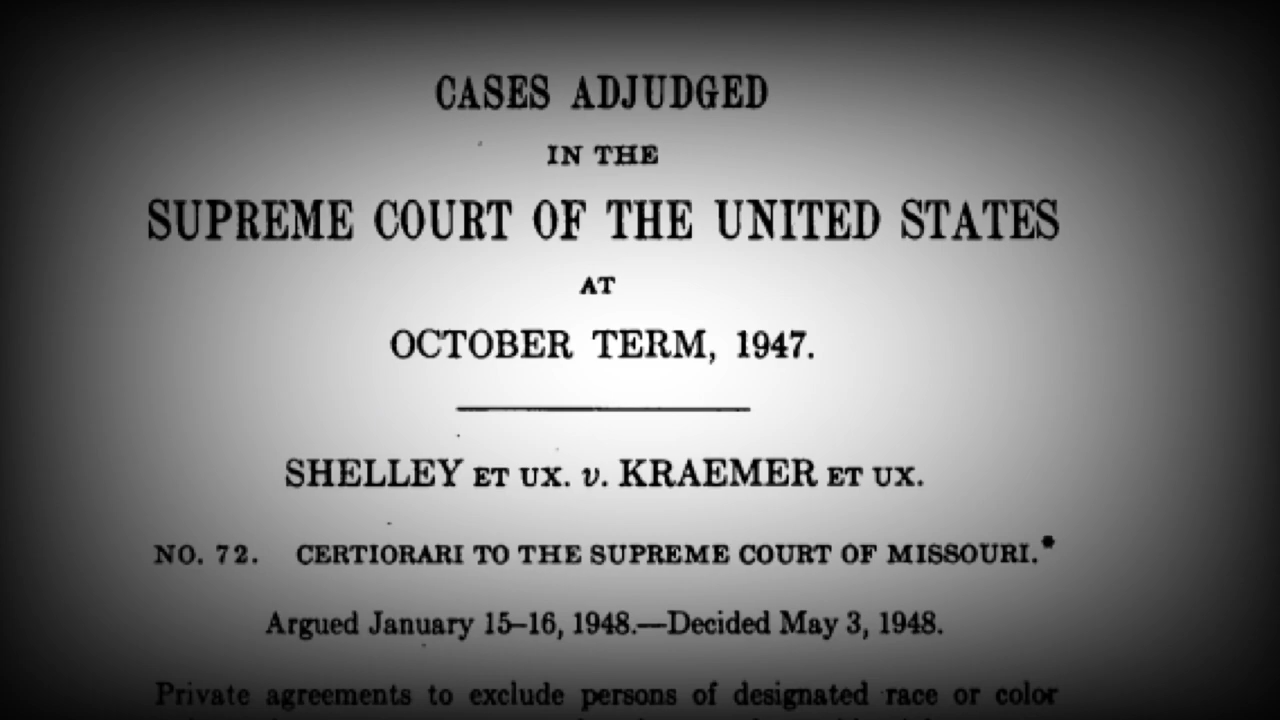 CASES ADJUDGED
IN THE
SUPREME COURT OF THE UNITED STATES
AT
OCTOBER TERM, 1947.
SHELLEY ET UX. v. KRAEMER ET UX.
NO. 72. CERTIORARI TO THE SUPREME COURT OF MISSOURI.*
Argued January 15–16, 1948.—Decided May 3, 1948.
Private agreements to exclude persons of designated race or color